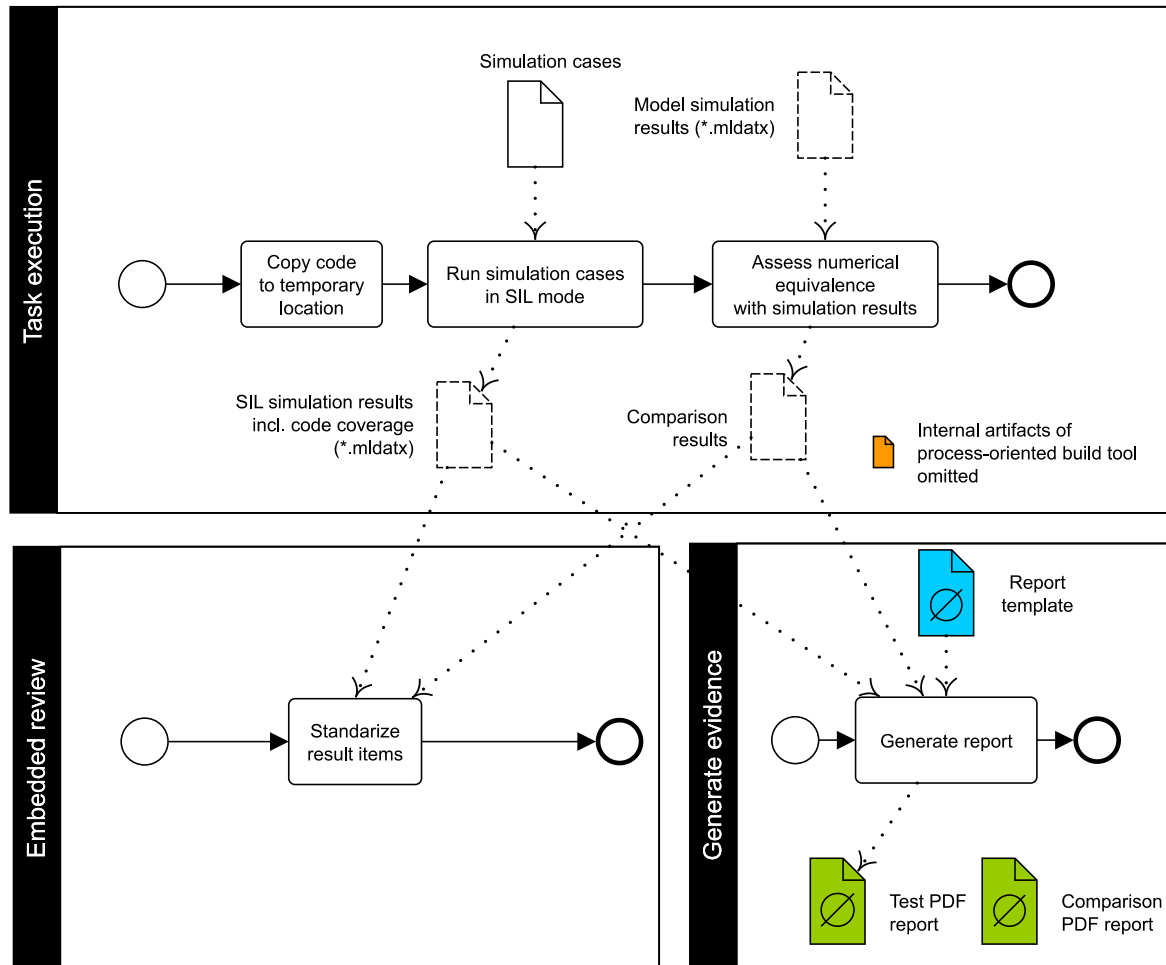 Task execution
Simulation cases
Model simulation
results (*.mldatx)
Copy code
to temporary
location
Run simulation cases
in SIL mode
Assess numerical
equivalence
with simulation results
SIL simulation results
incl. code coverage
(*.mldatx)
Comparison
results
Internal artifacts of
process-oriented build tool
omitted
Embedded review
Standarize
result items
Generate evidence
Report
template
Generate report
Test PDF
report
Comparison
PDF report